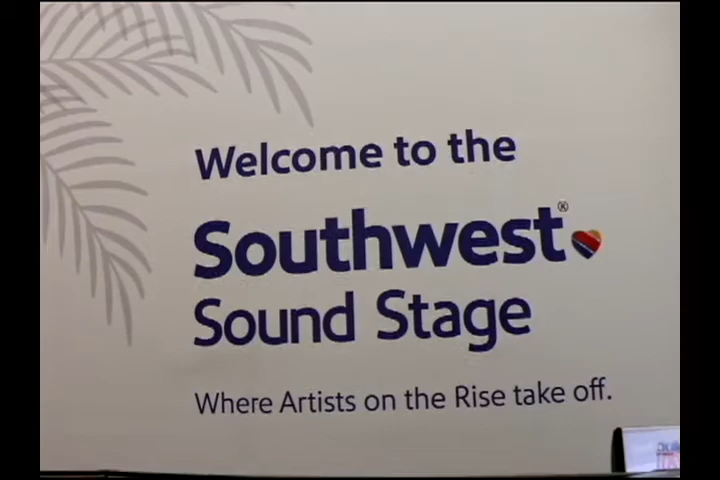 Welcome to the
Southwest®
Sound Stage
Where Artists on the Rise take off.